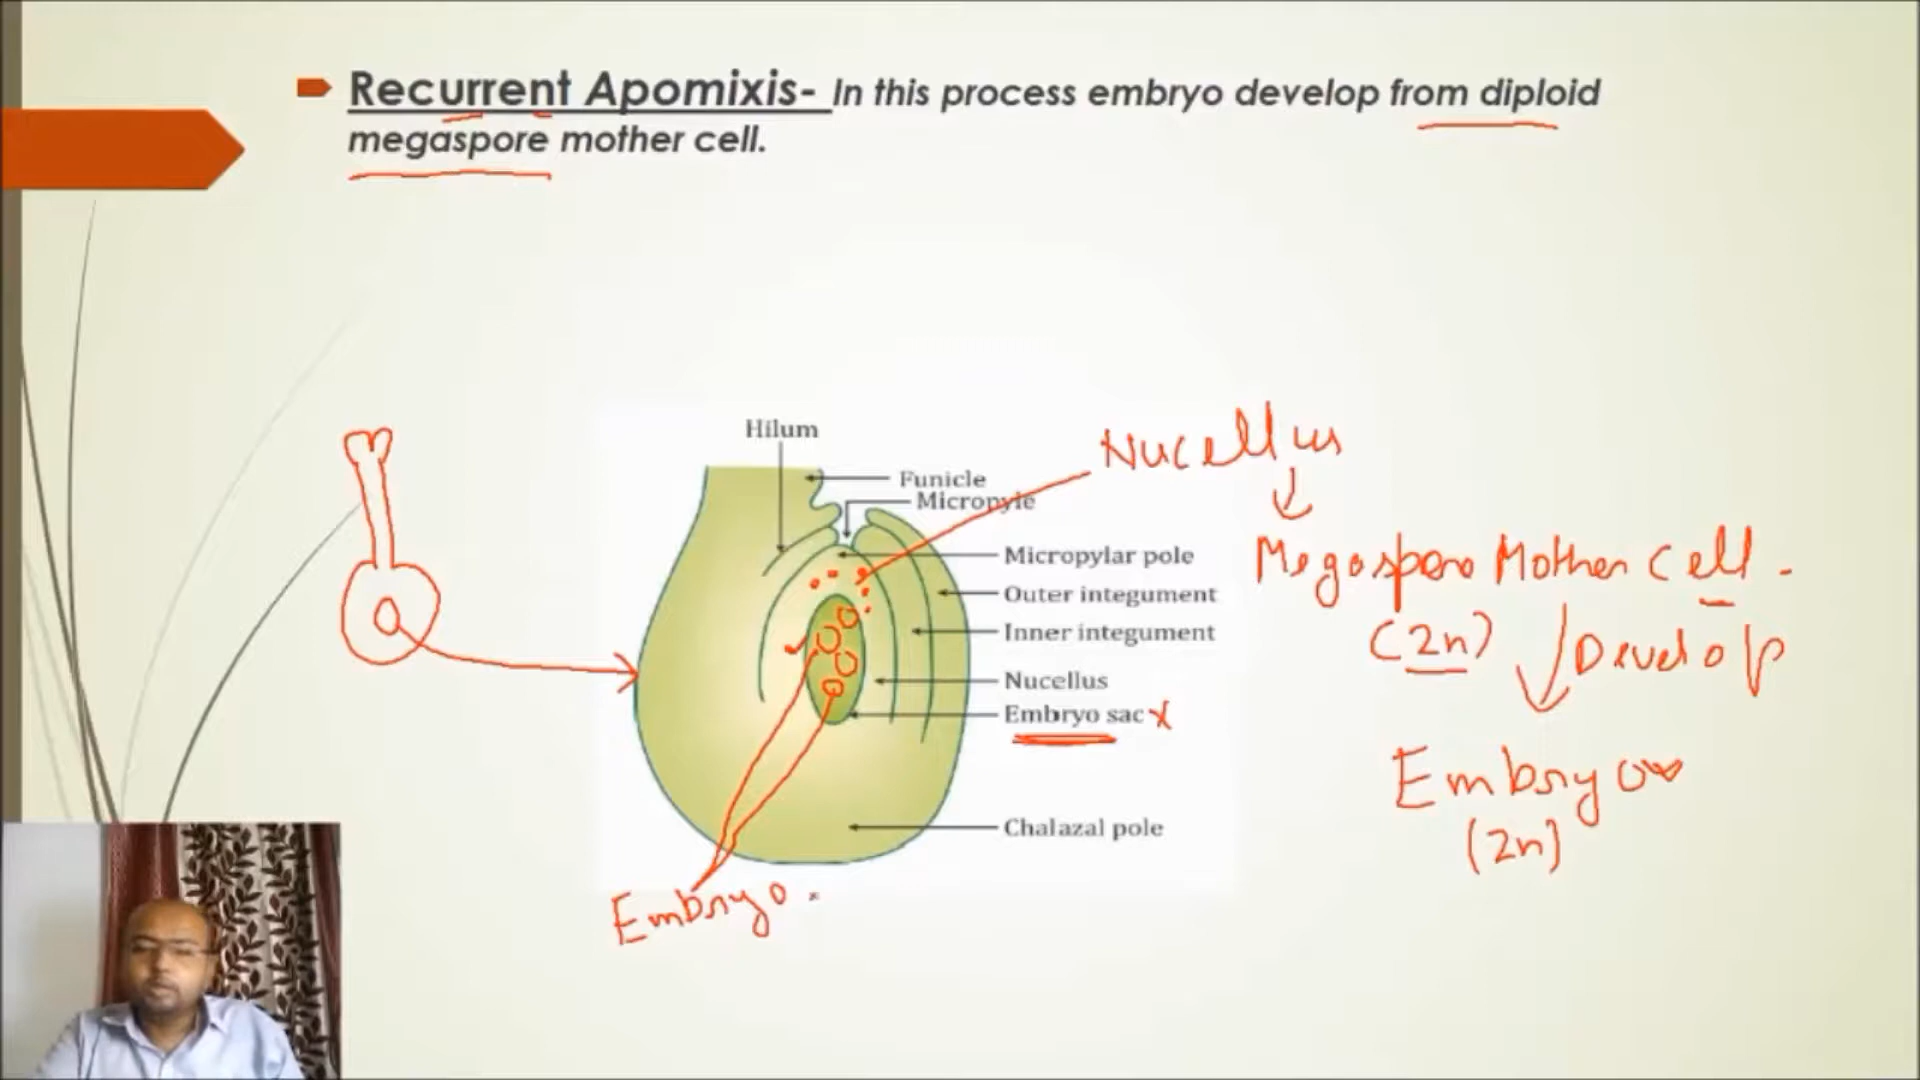 Recurrent Apomixis- In this process embryo develop from diploid
megaspore mother cell.
Hilum
Funicle
Micropyle
Micropylar pole
Outer integument
Inner integument
Nucellus
Embryo sac x
Chalazal pole
Nucellus
Megaspore Mother Cell.
(2n)
Develop
Embryo
(2n)
Embryo.